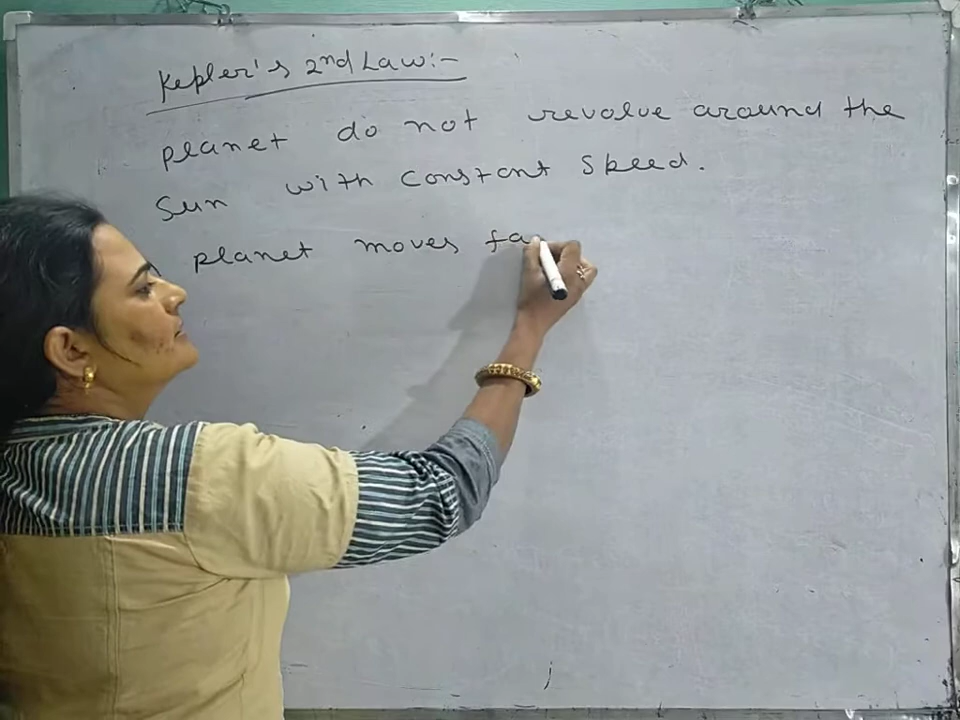 Kepler's 2nd Law:-
planet do not revolve around the
Sun with constant Speed.
planet moves fa